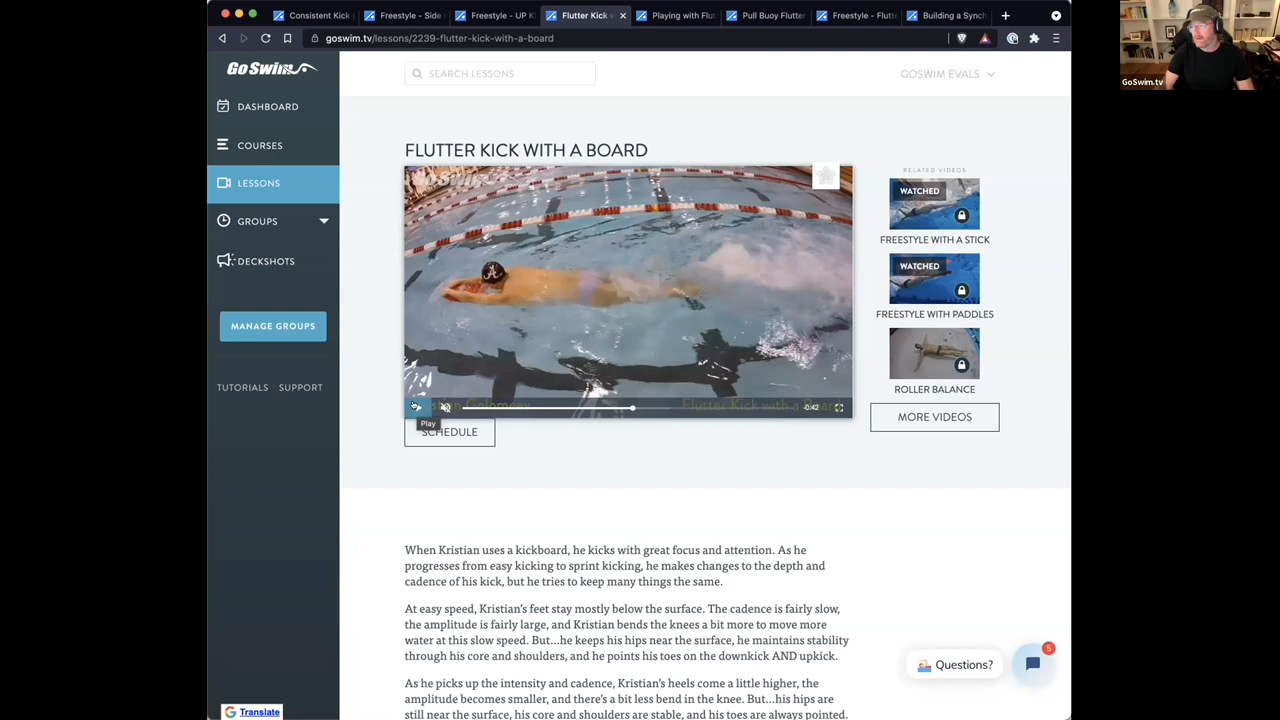 Consistent Kick
Freestyle - Side
Freestyle - UP K
Flutter Kick
Playing with Flut
Pull Buoy Flutter
Freestyle - Flutte
Building a Synch
goswim.tv/lessons/2239-flutter-kick-with-a-board
GoSwim
SEARCH LESSONS
GOSWIM EVALS
GoSwim.tv
DASHBOARD
COURSES
LESSONS
GROUPS
DECKSHOTS
MANAGE GROUPS
TUTORIALS SUPPORT
FLUTTER KICK WITH A BOARD
GoSwim
A
Flutter Kick with a Board
-0:42
Play
SCHEDULE
RELATED VIDEOS
WATCHED
FREESTYLE WITH A STICK
WATCHED
FREESTYLE WITH PADDLES
ROLLER BALANCE
MORE VIDEOS
When Kristian uses a kickboard, he kicks with great focus and attention. As he
progresses from easy kicking to sprint kicking, he makes changes to the depth and
cadence of his kick, but he tries to keep many things the same.
At easy speed, Kristian's feet stay mostly below the surface. The cadence is fairly slow,
the amplitude is fairly large, and Kristian bends the knees a bit more to move more
water at this slow speed. But...he keeps his hips near the surface, he maintains stability
through his core and shoulders, and he points his toes on the downkick AND upkick.
As he picks up the intensity and cadence, Kristian's heels come a little higher, the
amplitude becomes smaller, and there's a bit less bend in the knee. But...his hips are
still near the surface, his core and shoulders are stable, and his toes are always pointed.
Questions?
5
Translate